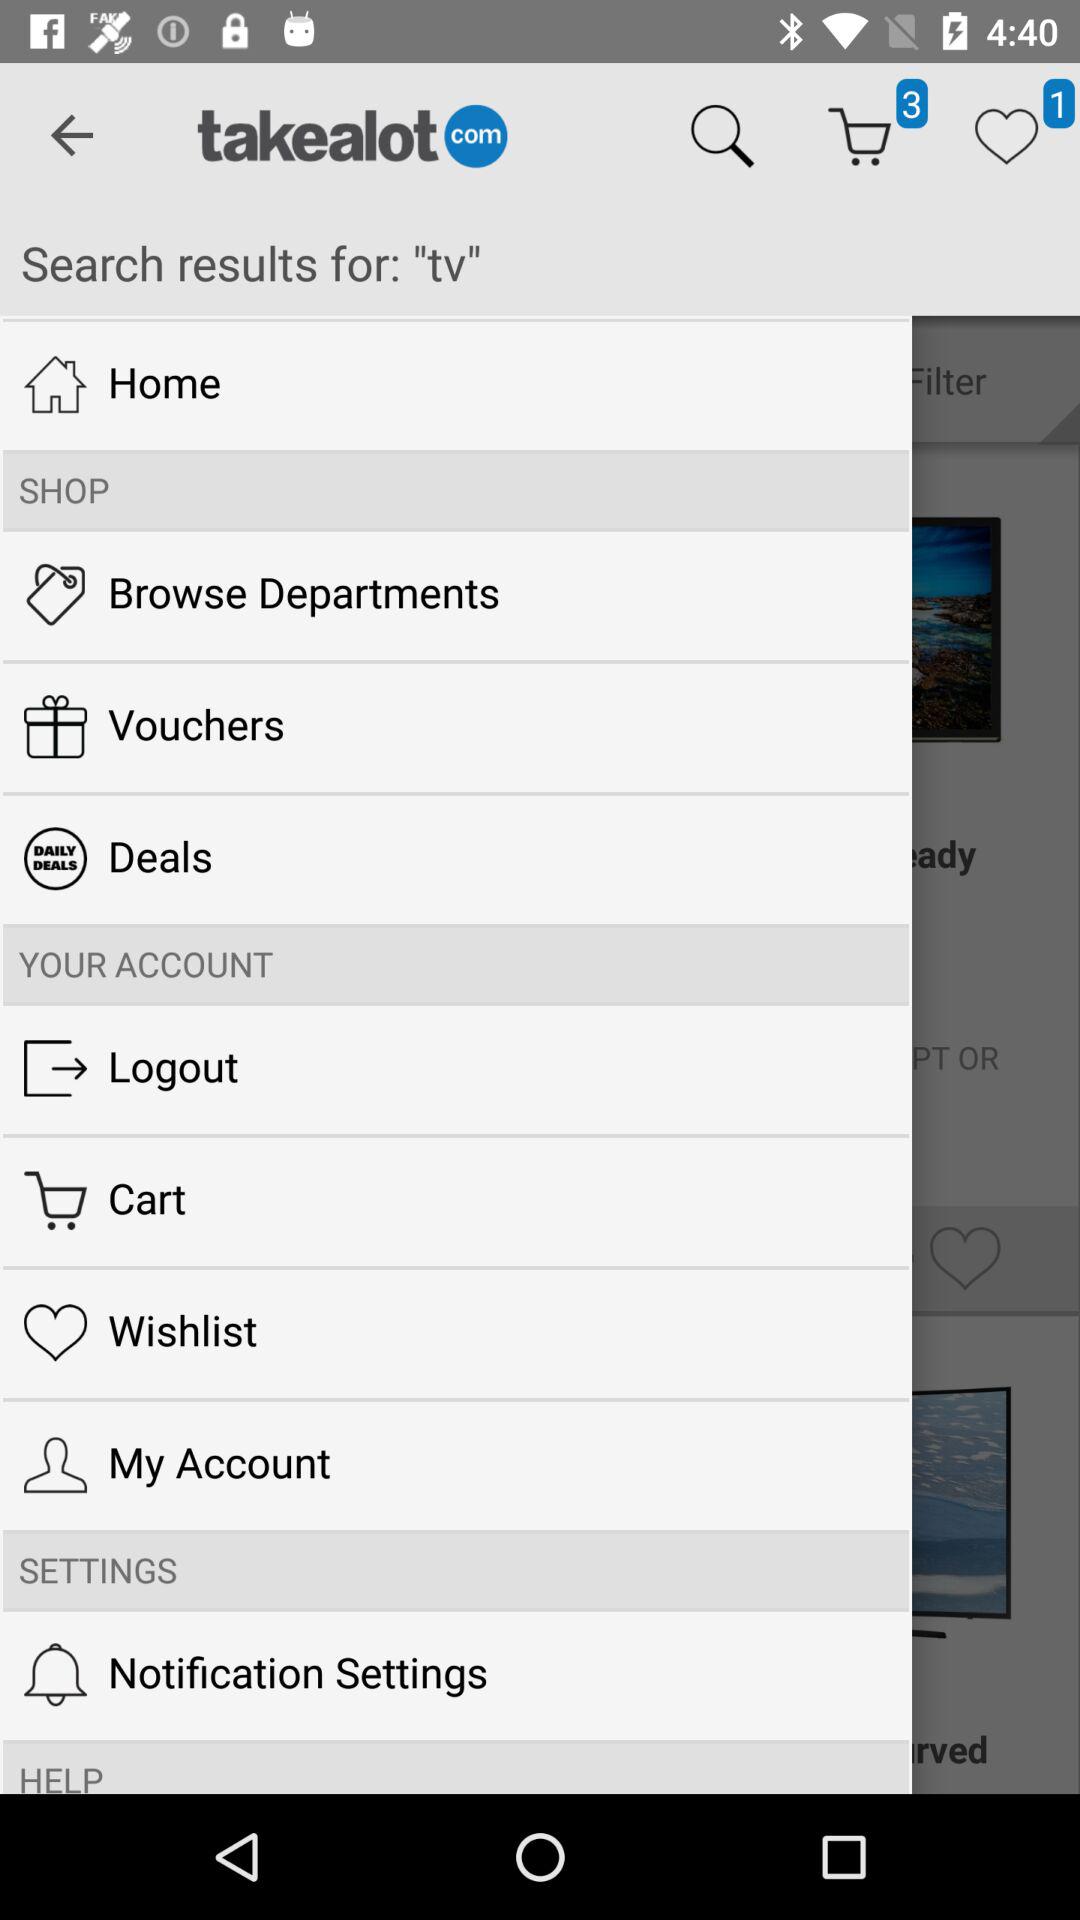 FAK
4:40
takealot com
3
1
Search results for: "tv"
Home
Filter
SHOP
Browse Departments
Vouchers
DAILY
DEALS
Deals
eady
YOUR ACCOUNT
Logout
PT OR
Cart
Wishlist
My Account
SETTINGS
Notification Settings
rved
HELP